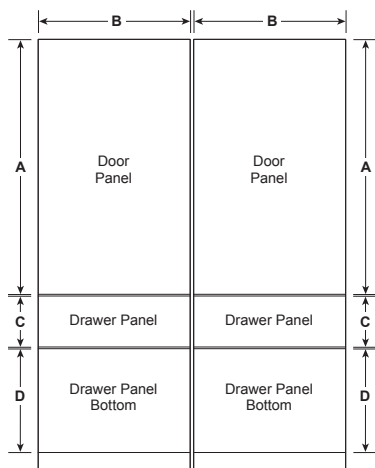 B B
Door Door
Panel Panel
A A
C Drawer Panel Drawer Panel C
Drawer Panel Drawer Panel
D Bottom Bottom D